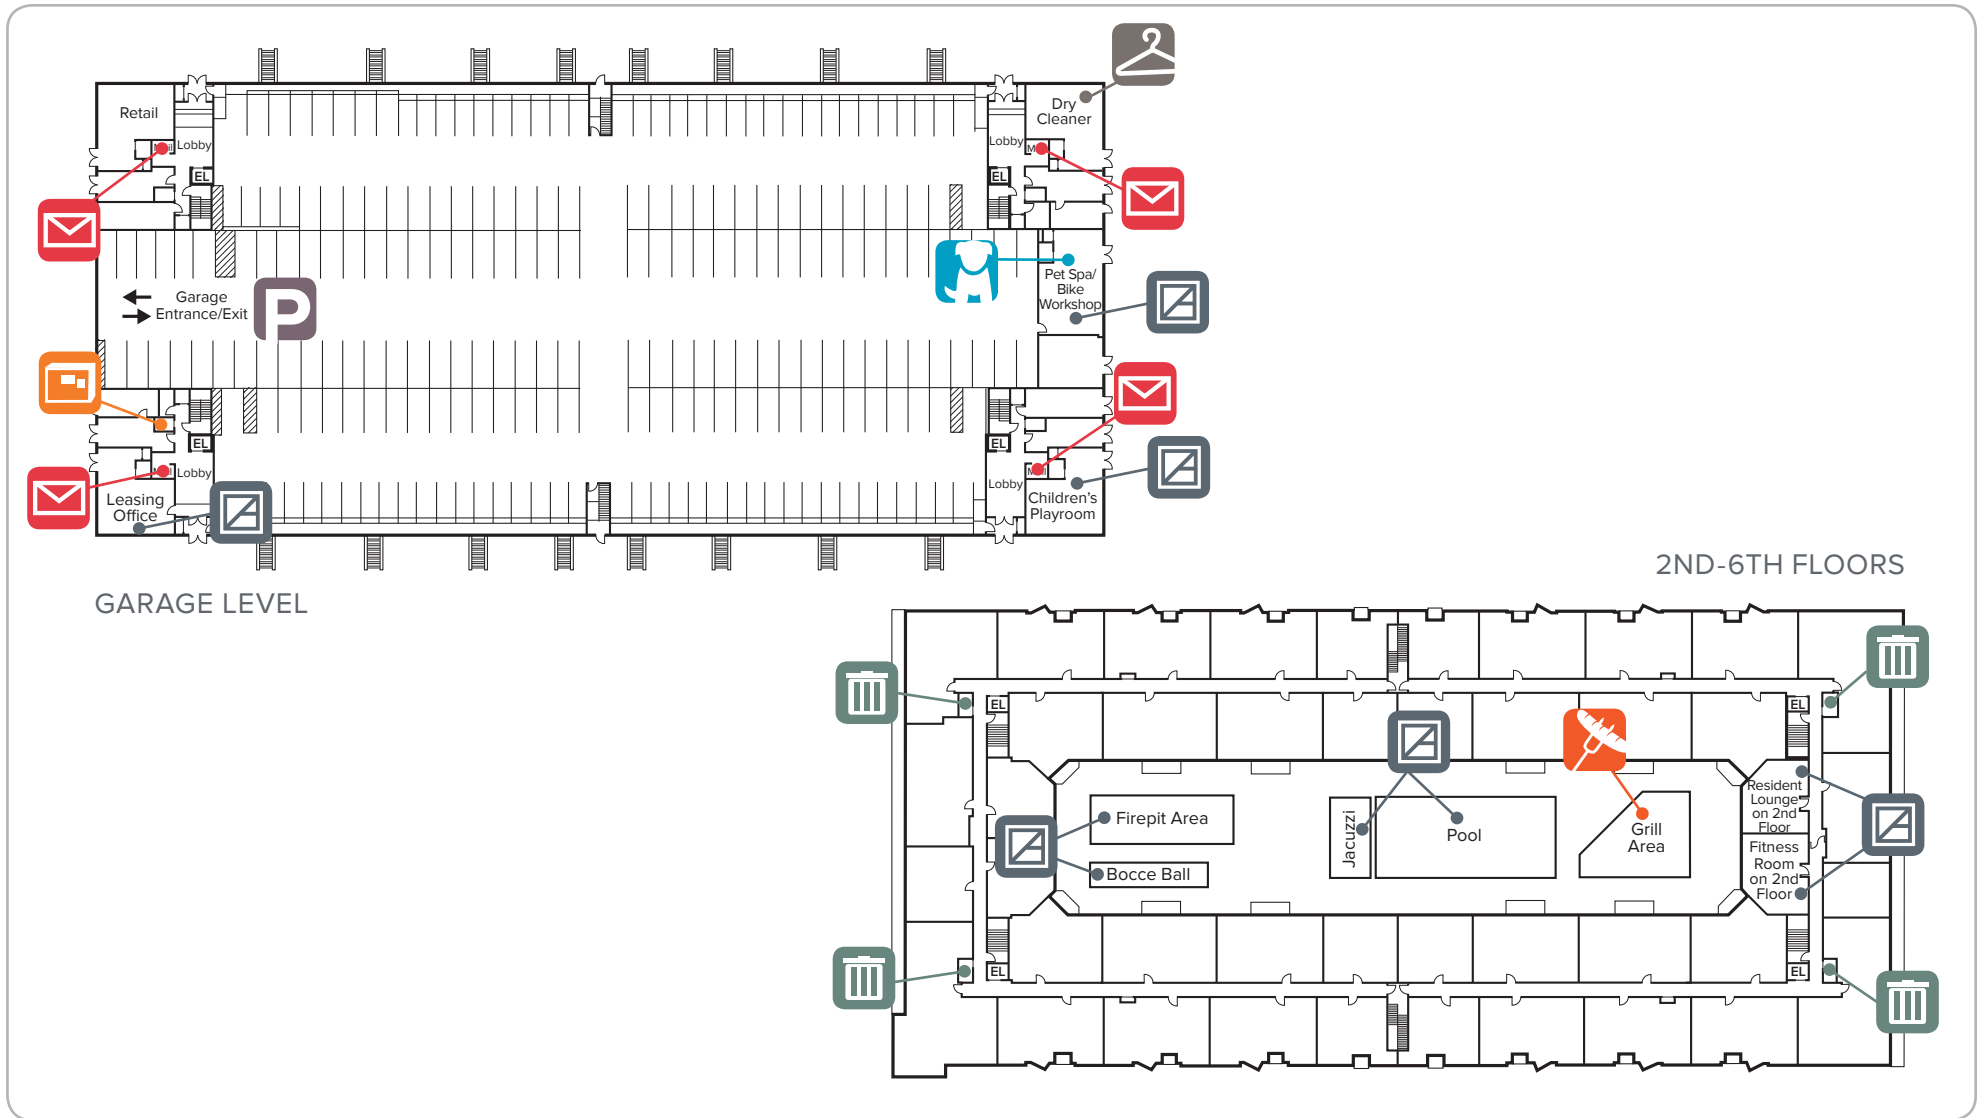 Retail
Mail
Lobby
EL
Dry
Cleaner
Lobby
EL
Pet Spa/
Bike
Workshop
Garage
Entrance/Exit
P
EL
Lobby
Leasing
Office
EL
Lobby
Children's
Playroom
GARAGE LEVEL
2ND-6TH FLOORS
EL
EL
Firepit Area
Bocce Ball
Jacuzzi
Pool
Grill
Area
Resident
Lounge
on 2nd
Floor
Fitness
Room
on 2nd
Floor
EL
EL